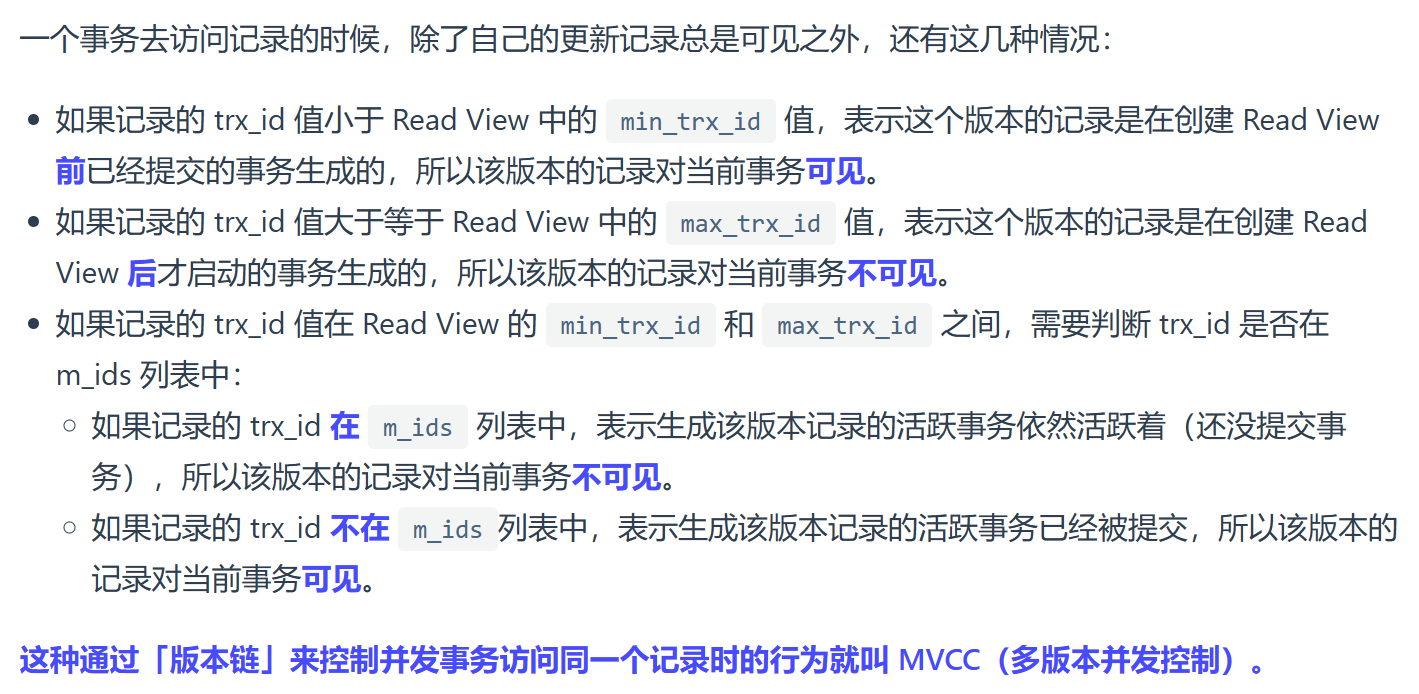 一个事务去访问记录的时候，除了自己的更新记录总是可见之外，还有这几种情况：
如果记录的 trx_id 值小于 Read View 中的 min_trx_id 值，表示这个版本的记录是在创建 Read View
前已经提交的事务生成的，所以该版本的记录对当前事务可见。
如果记录的 trx_id 值大于等于 Read View 中的 max_trx_id 值，表示这个版本的记录是在创建 Read
View 后才启动的事务生成的，所以该版本的记录对当前事务不可见。
如果记录的 trx_id 值在 Read View 的 min_trx_id 和 max_trx_id 之间，需要判断 trx_id 是否在
m_ids 列表中：
如果记录的 trx_id 在 m_ids 列表中，表示生成该版本记录的活跃事务依然活跃着（还没提交事
务），所以该版本的记录对当前事务不可见。
如果记录的 trx_id 不在 m_ids列表中，表示生成该版本记录的活跃事务已经被提交，所以该版本的
记录对当前事务可见。
这种通过「版本链」来控制并发事务访问同一个记录时的行为就叫 MVCC（多版本并发控制）。